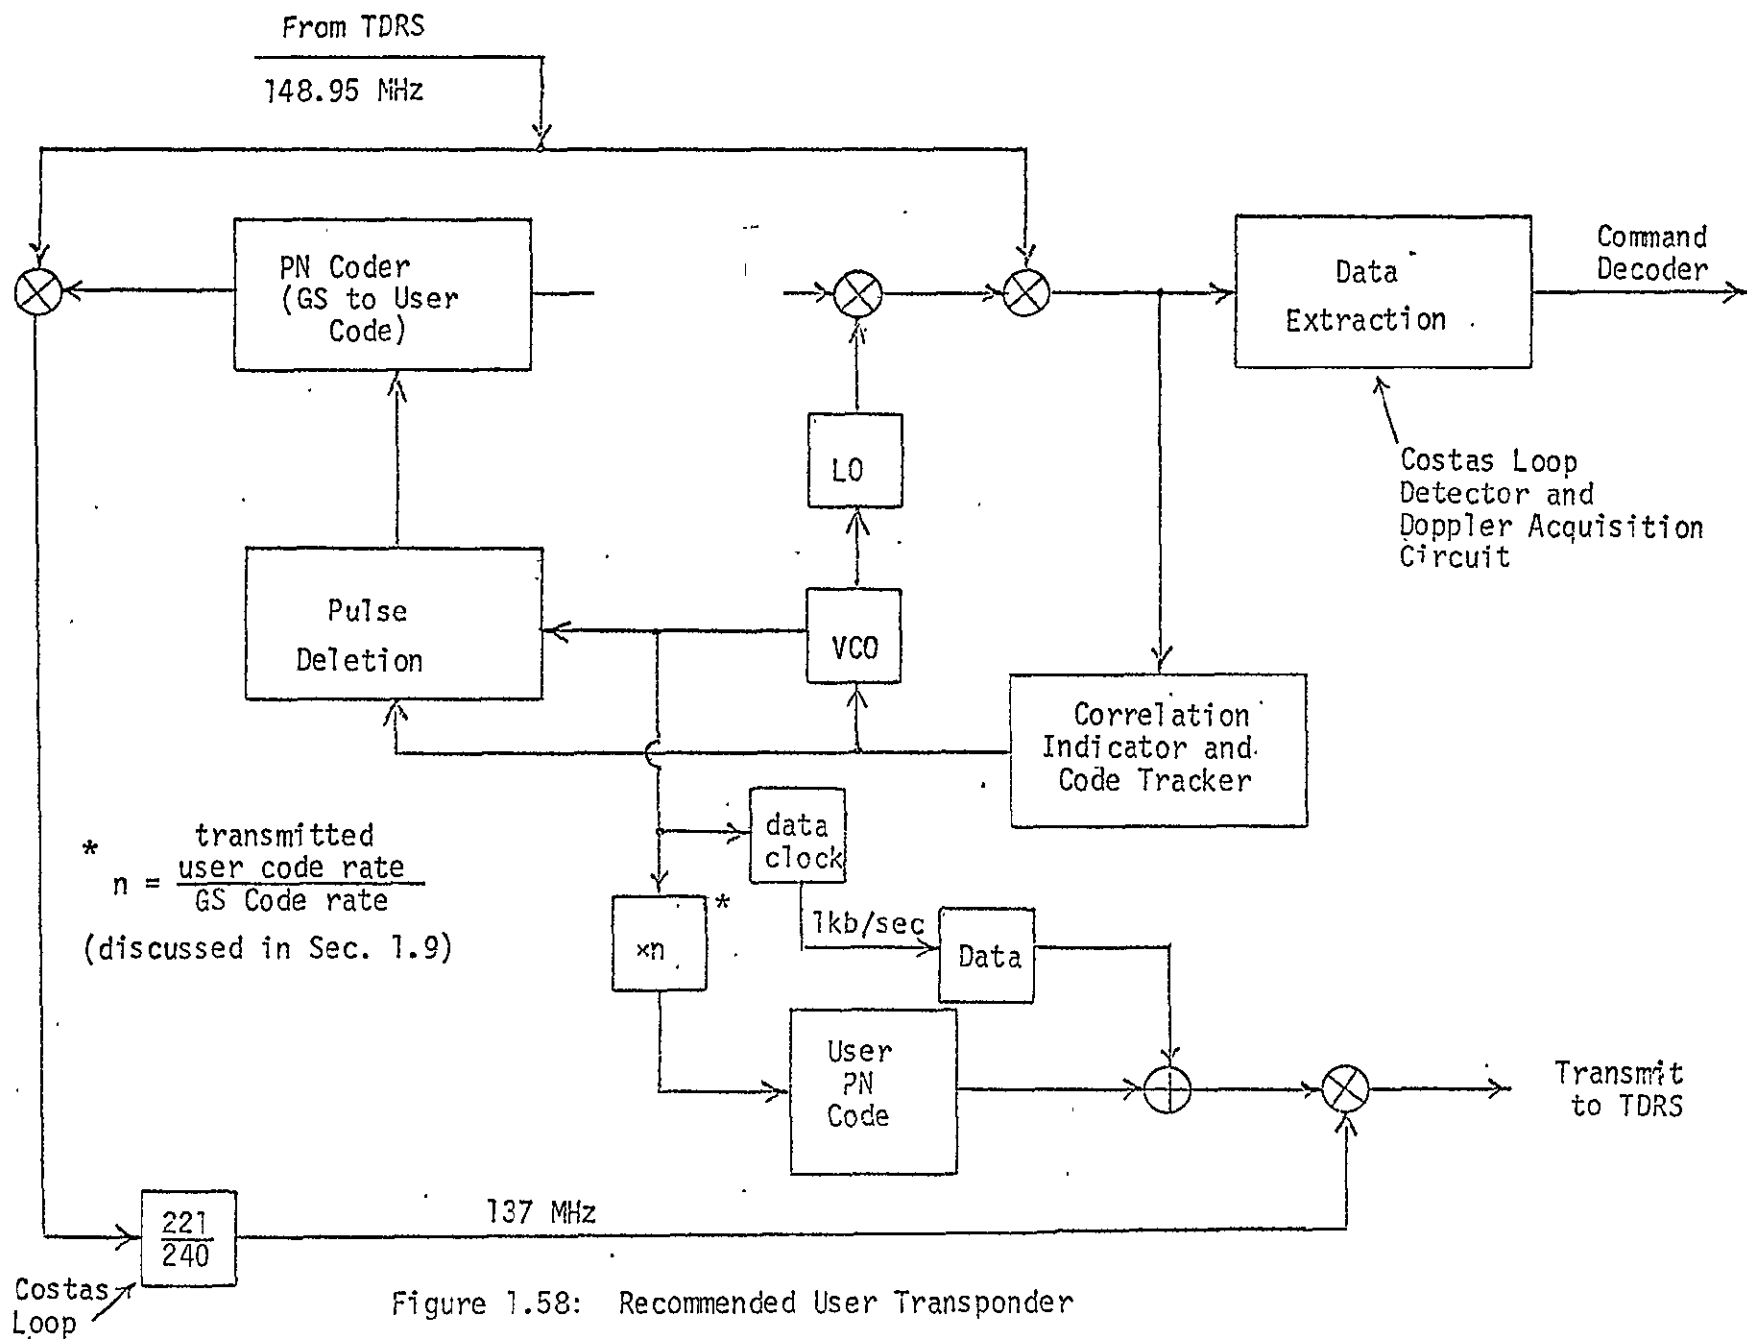 From TDRS
148.95 MHz
PN Coder
(GS to User
Code)
Data
Extraction
Command
Decoder
LO
Costas Loop
Detector and
Doppler Acquisition
Circuit
Pulse
Deletion
VCO
Correlation
Indicator and
Code Tracker
* transmitted
n = user code rate
GS Code rate
(discussed in Sec. 1.9)
data
clock
×n *
1kb/sec
Data
User
PN
Code
Transmit
to TDRS
221
240
137 MHz
Costas
Loop
Figure 1.58: Recommended User Transponder